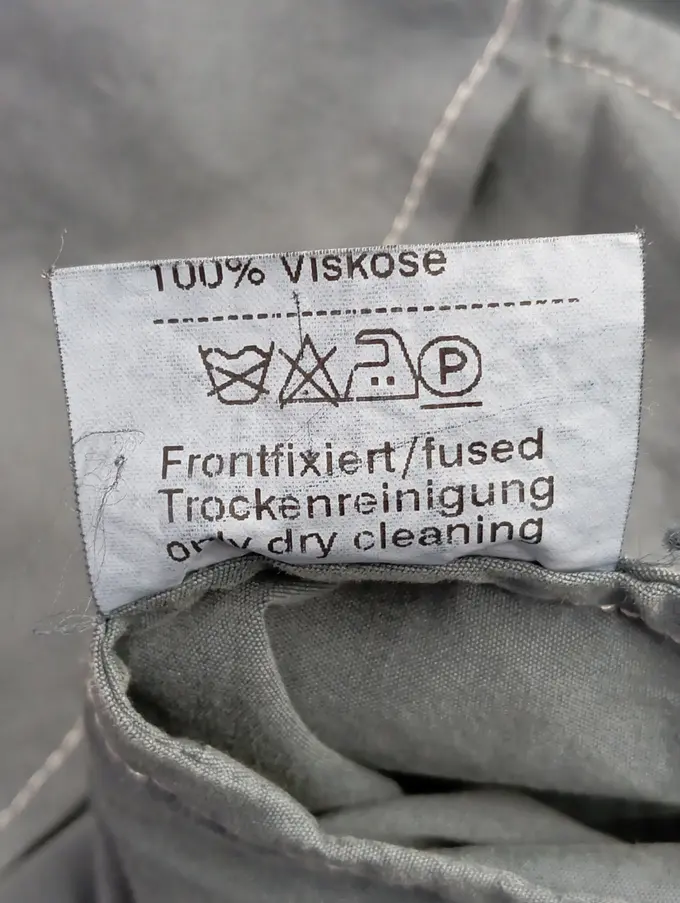 100% Viskose
P
Frontfixiert/fused
Trockenreinigung
only dry cleaning